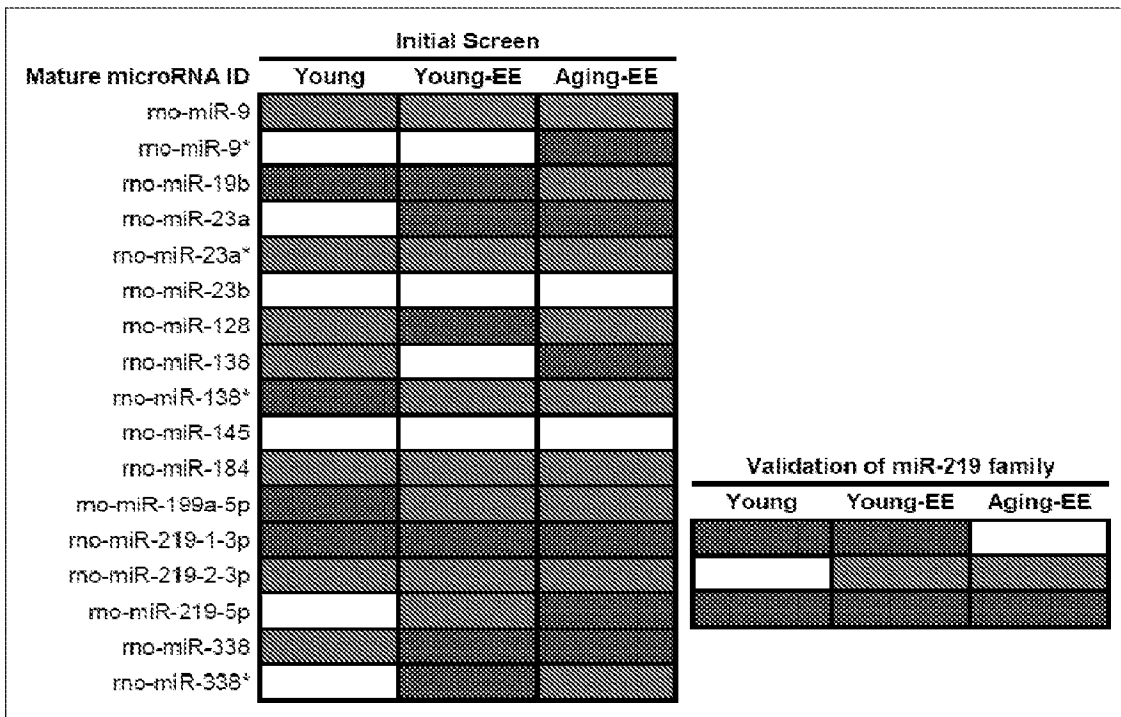 Initial Screen
Mature microRNA ID Young Young-EE Aging-EE
rno-miR-9
rno-miR-9*
rno-miR-19b
rno-miR-23a
rno-miR-23a*
rno-miR-23b
rno-miR-128
rno-miR-138
rno-miR-138*
rno-miR-145
rno-miR-184
rno-miR-199a-5p
rno-miR-219-1-3p
rno-miR-219-2-3p
rno-miR-219-5p
rno-miR-338
rno-miR-338*
Validation of miR-219 family
Young Young-EE Aging-EE